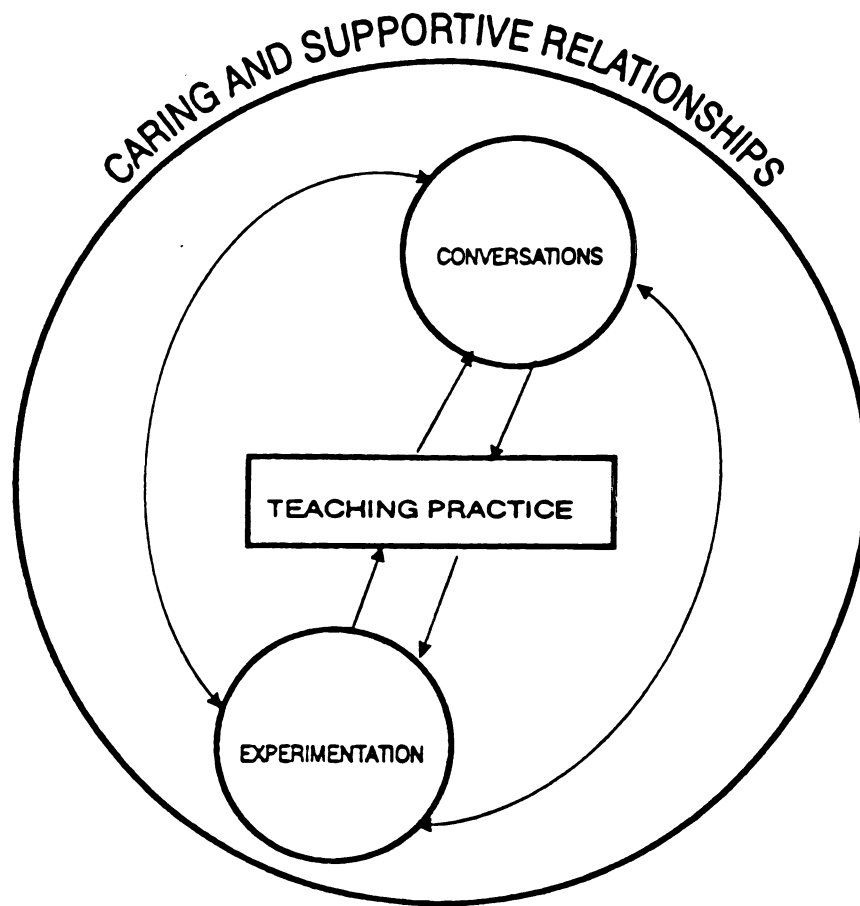 CARING AND SUPPORTIVE RELATIONSHIPS
CONVERSATIONS
TEACHING PRACTICE
EXPERIMENTATION